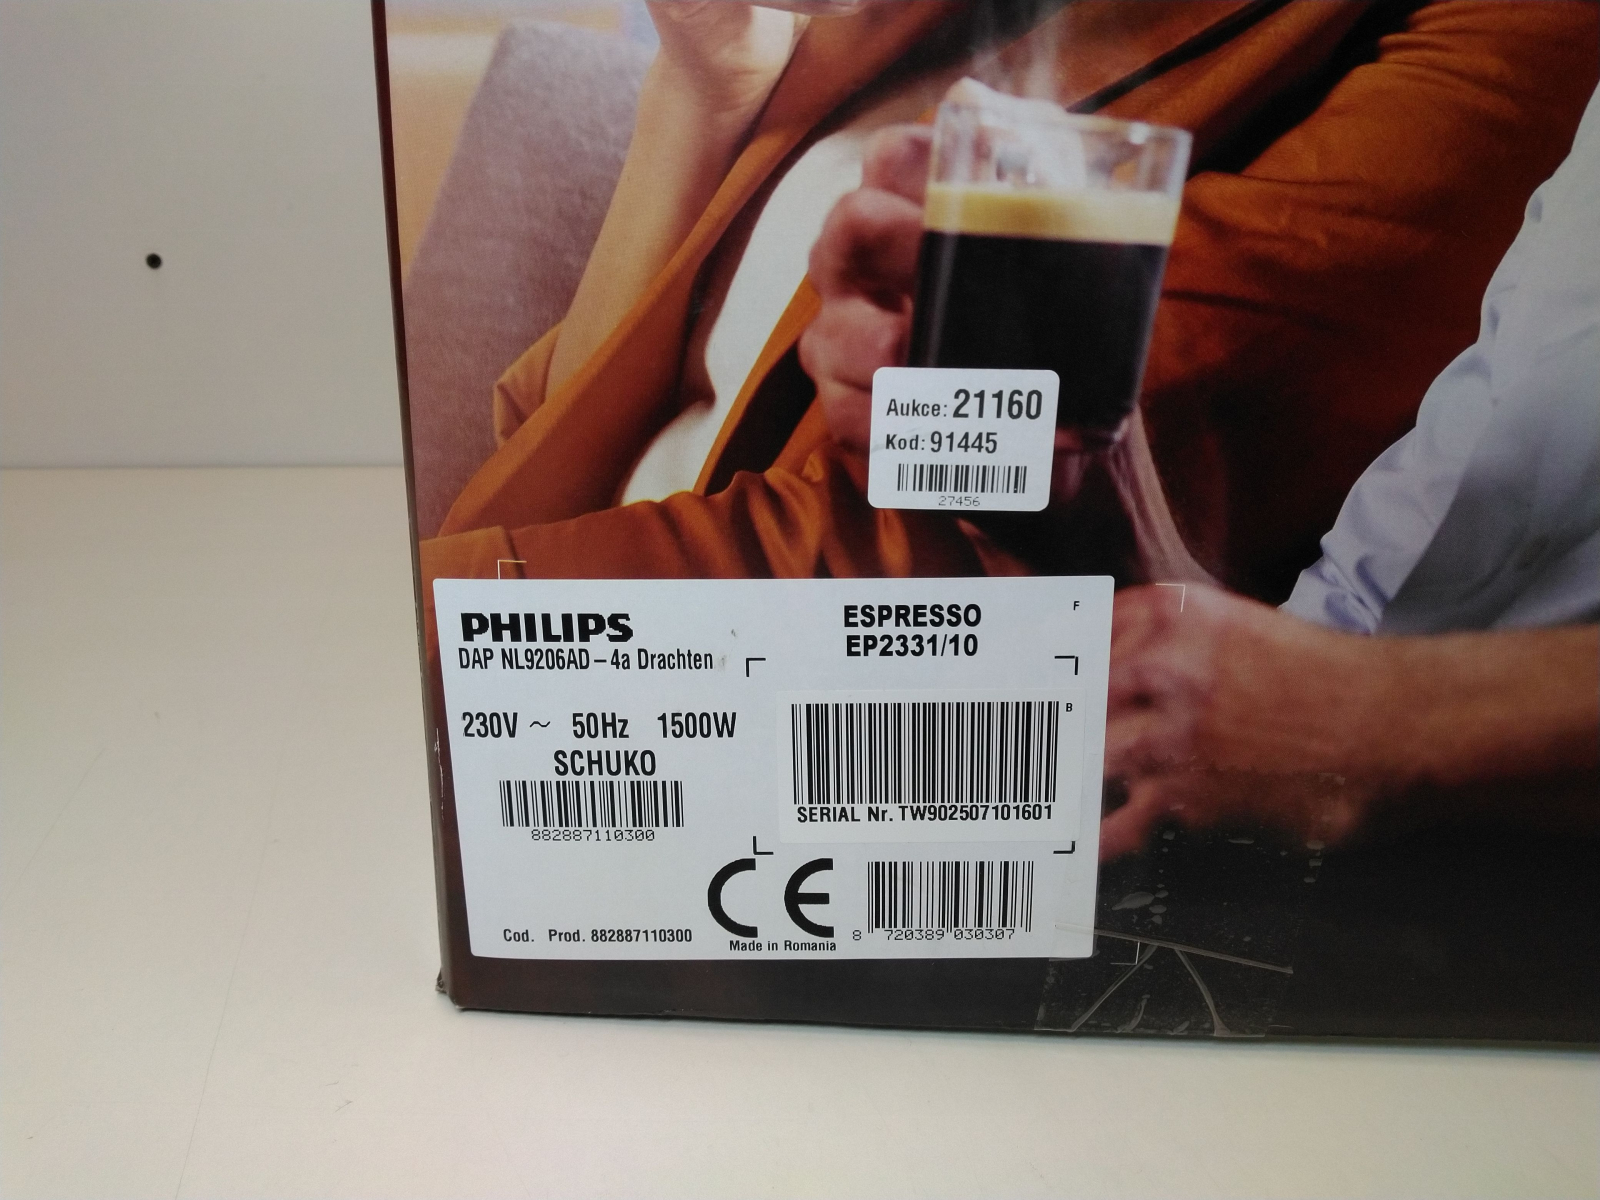 Aukce: 21160
Kod: 91445
27456
PHILIPS
DAP NL9206AD – 4a Drachten
230V ~ 50Hz 1500W
SCHUKO
882887110300
Cod. Prod. 882887110300
ESPRESSO
EP2331/10
F
B
SERIAL Nr. TW902507101601
CE
Made in Romania
8 720389 030307